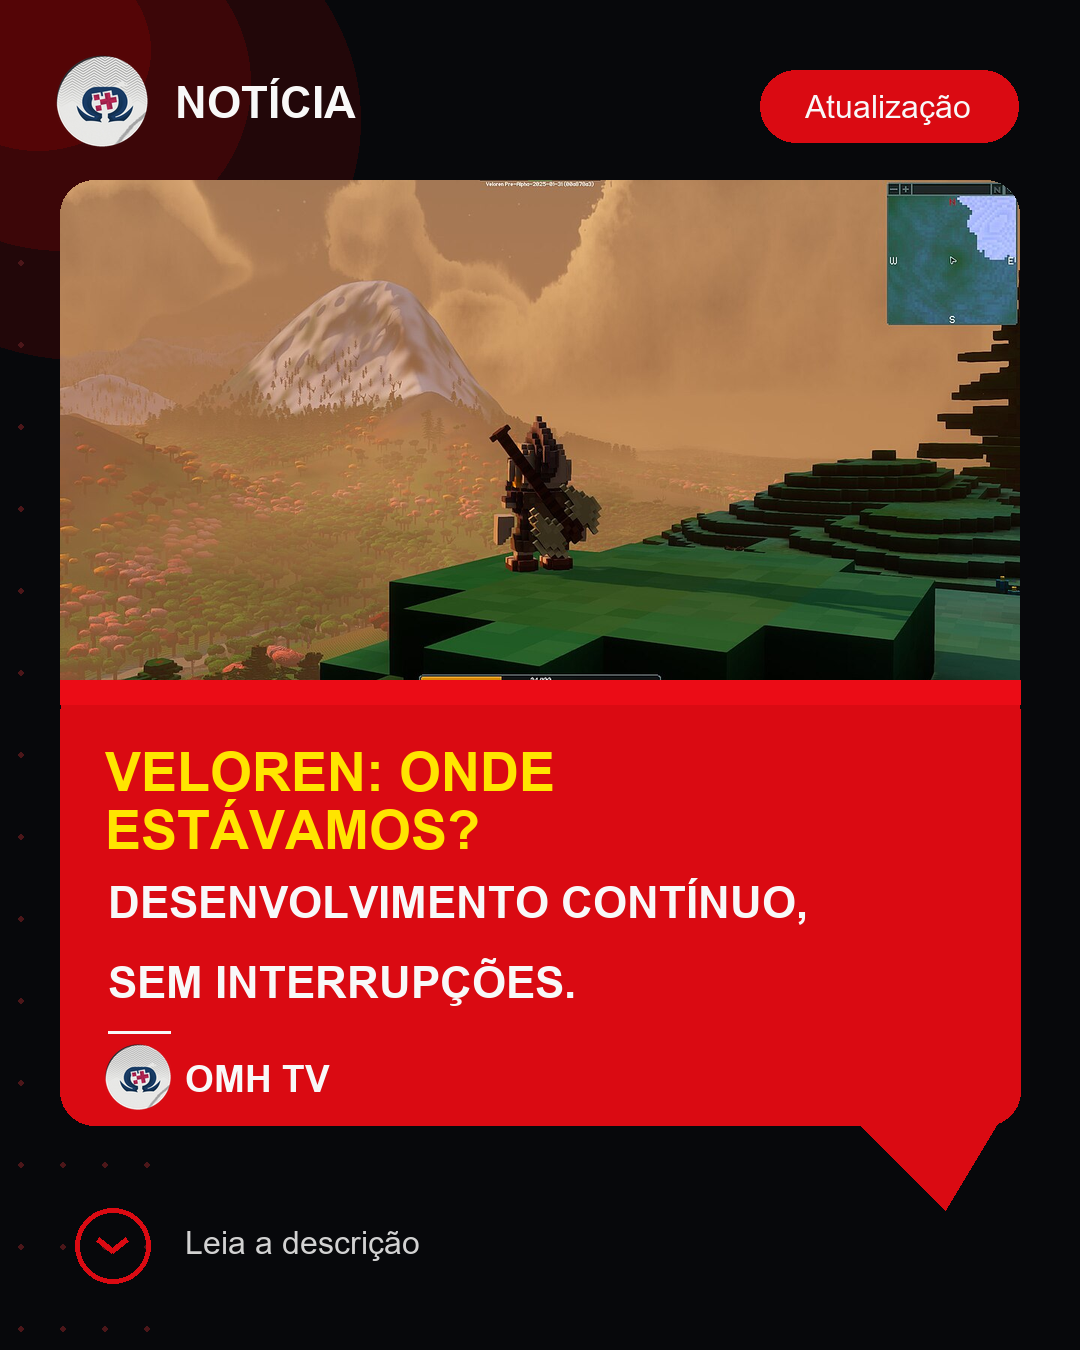 NOTÍCIA
Atualização
N
W
E
S
VELOREN: ONDE
ESTÁVAMOS?
DESENVOLVIMENTO CONTÍNUO,
SEM INTERRUPÇÕES.
OMH TV
Leia a descrição